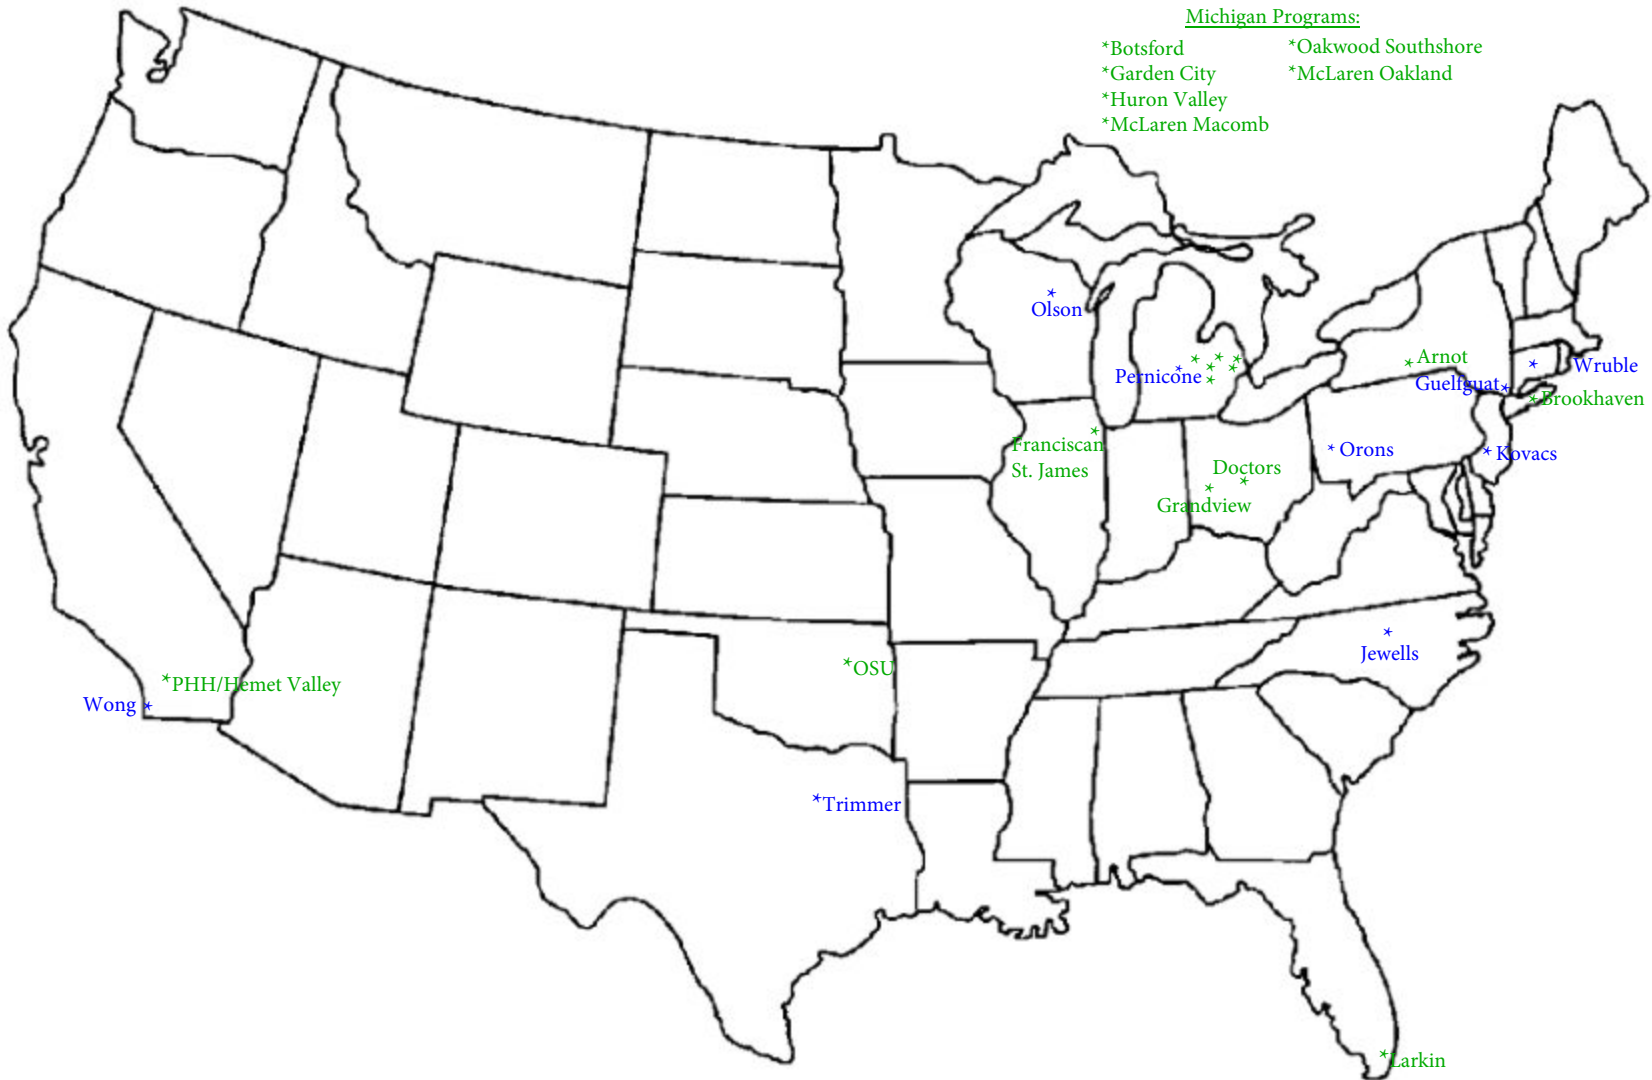 Michigan Programs:
*Botsford
*Oakwood Southshore
*Garden City
*McLaren Oakland
*Huron Valley
*McLaren Macomb
*
Olson
* * *
* *
*
*
Pernicone
*Arnot
*
Wruble
Guelfguat*
*Brookhaven
*
Franciscan
St. James
*Orons
*Kovacs
Doctors
*
*
Grandview
*
Jewells
*OSU
*PHH/Hemet Valley
Wong *
*Trimmer
*Larkin